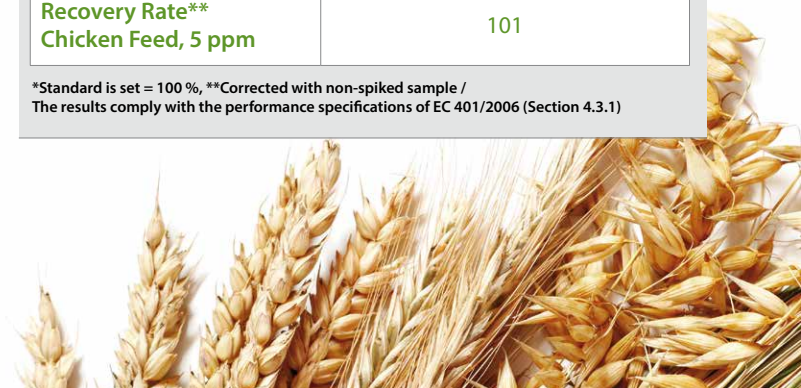 Recovery Rate**
Chicken Feed, 5 ppm
101
*Standard is set = 100 %, **Corrected with non-spiked sample /
The results comply with the performance specifications of EC 401/2006 (Section 4.3.1)